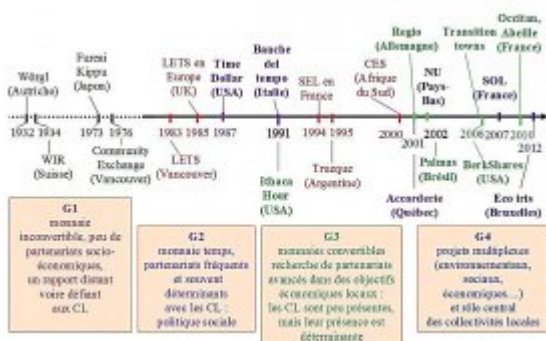 Wörgl
(Autriche)
Fureai
Kippu
(Japon)
LETS en
Europe
(UK)
Time
Dollar
(USA)
Banche
del
tempo
(Italie)
SEL en
France
CES
(Afrique
du Sud)
Regio
(Allemagne)
NU
(Pays-
Bas)
Transition
towns
SOL
(France)
Occitan,
Abeille
(France)
1932 1934 1973 1976 1983 1985 1987 1991 1994 1995 2000 2001 2002 2006 2007 2010 2012
WIR
(Suisse)
Community
Exchange
(Vancouver)
LETS
(Vancouver)
Ithaca
Hour
(USA)
Trueque
(Argentine)
Accorderie
(Québec)
Palmas
(Brésil)
BerkShares
(USA)
Eco iris
(Bruxelles)
G1
monnaie
inconvertible, peu de
partenariats socio-
économiques,
un rapport distant
voire défiant
aux CL
G2
monnaie temps,
partenariats fréquents
et souvent
déterminants
avec les CL :
politique sociale
G3
monnaies convertibles
recherche de partenariats
avancés dans des objectifs
économiques locaux :
les CL sont peu présentes,
mais leur présence est
déterminante
G4
projets multiplexes
(environnementaux,
sociaux,
économiques...)
et rôle central
des collectivités locales